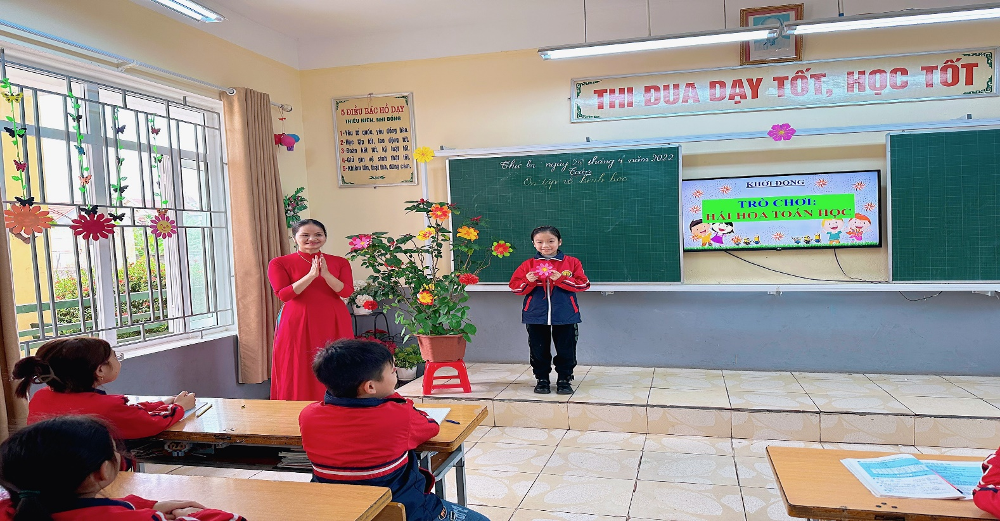 THI ĐUA DẠY TỐT, HỌC TỐT
5 ĐIỀU BÁC HỒ DẠY
THIẾU NIÊN, NHI ĐỒNG
1-Yêu tổ quốc, yêu đồng bào.
2-Học tập tốt, lao động tốt.
3-Đoàn kết tốt, kỷ luật tốt.
4-Giữ gìn vệ sinh thật tốt.
5-Khiêm tốn, thật thà, dũng cảm.
Thứ ba ngày 25 tháng 4 năm 2022
Toán
Ôn tập về hình học
KHỞI ĐỘNG
TRÒ CHƠI:
HÁI HOA TOÁN HỌC